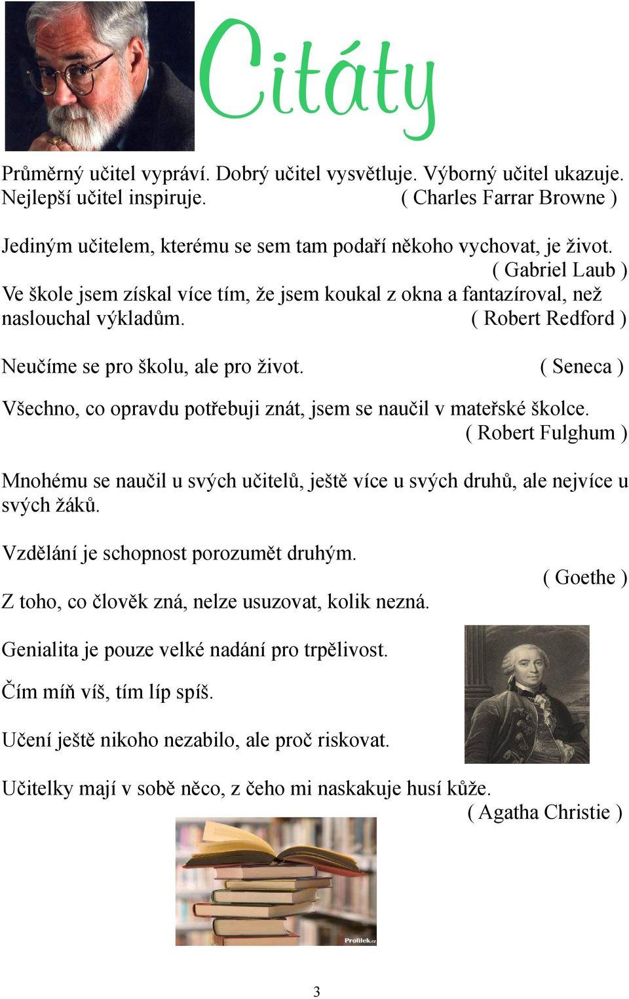 Citáty
Průměrný učitel vypráví. Dobrý učitel vysvětluje. Výborný učitel ukazuje.
Nejlepší učitel inspiruje. ( Charles Farrar Browne )
Jediným učitelem, kterému se sem tam podaří někoho vychovat, je život.
( Gabriel Laub )
Ve škole jsem získal více tím, že jsem koukal z okna a fantazíroval, než
naslouchal výkladům. ( Robert Redford )
Neučíme se pro školu, ale pro život. ( Seneca )
Všechno, co opravdu potřebuji znát, jsem se naučil v mateřské školce.
( Robert Fulghum )
Mnohému se naučil u svých učitelů, ještě více u svých druhů, ale nejvíce u
svých žáků.
Vzdělání je schopnost porozumět druhým.
( Goethe )
Z toho, co člověk zná, nelze usuzovat, kolik nezná.
Genialita je pouze velké nadání pro trpělivost.
Čím míň víš, tím líp spíš.
Učení ještě nikoho nezabilo, ale proč riskovat.
Učitelky mají v sobě něco, z čeho mi naskakuje husí kůže.
( Agatha Christie )
Profilek.cz
3